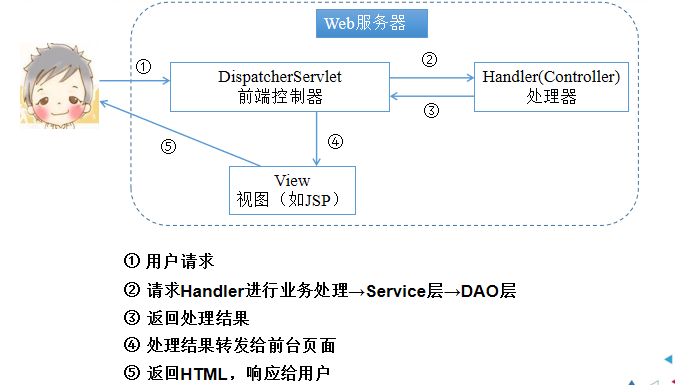 Web服务器
①
DispatcherServlet
前端控制器
②
Handler(Controller)
处理器
③
④
⑤
View
视图（如JSP）
① 用户请求
② 请求Handler进行业务处理→Service层→DAO层
③ 返回处理结果
④ 处理结果转发给前台页面
⑤ 返回HTML，响应给用户